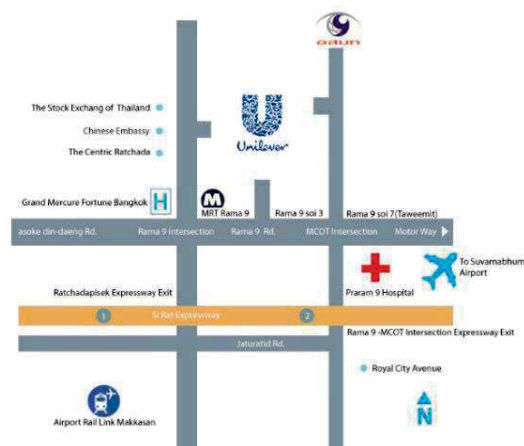 The Stock Exchang of Thailand
Chinese Embassy
The Centric Ratchada
Unilever
Grand Mercure Fortune Bangkok
H
M
MRT Rama 9
Rama 9 soi 3
Rama 9 soi 7(Taweemit)
asoke din-daeng Rd.
Rama 9 Intersection
Rama 9 Rd.
MCOT Intersection
Motor Way
To Suvarnabhum
Airport
Ratchadapisek Expressway Exit
Praram 9 Hospital
1
Si Rat Expressway
2
Rama 9 -MCOT Intersection Expressway Exit
Jaturatid Rd.
Royal City Avenue
Airport Rail Link Makkasan
N